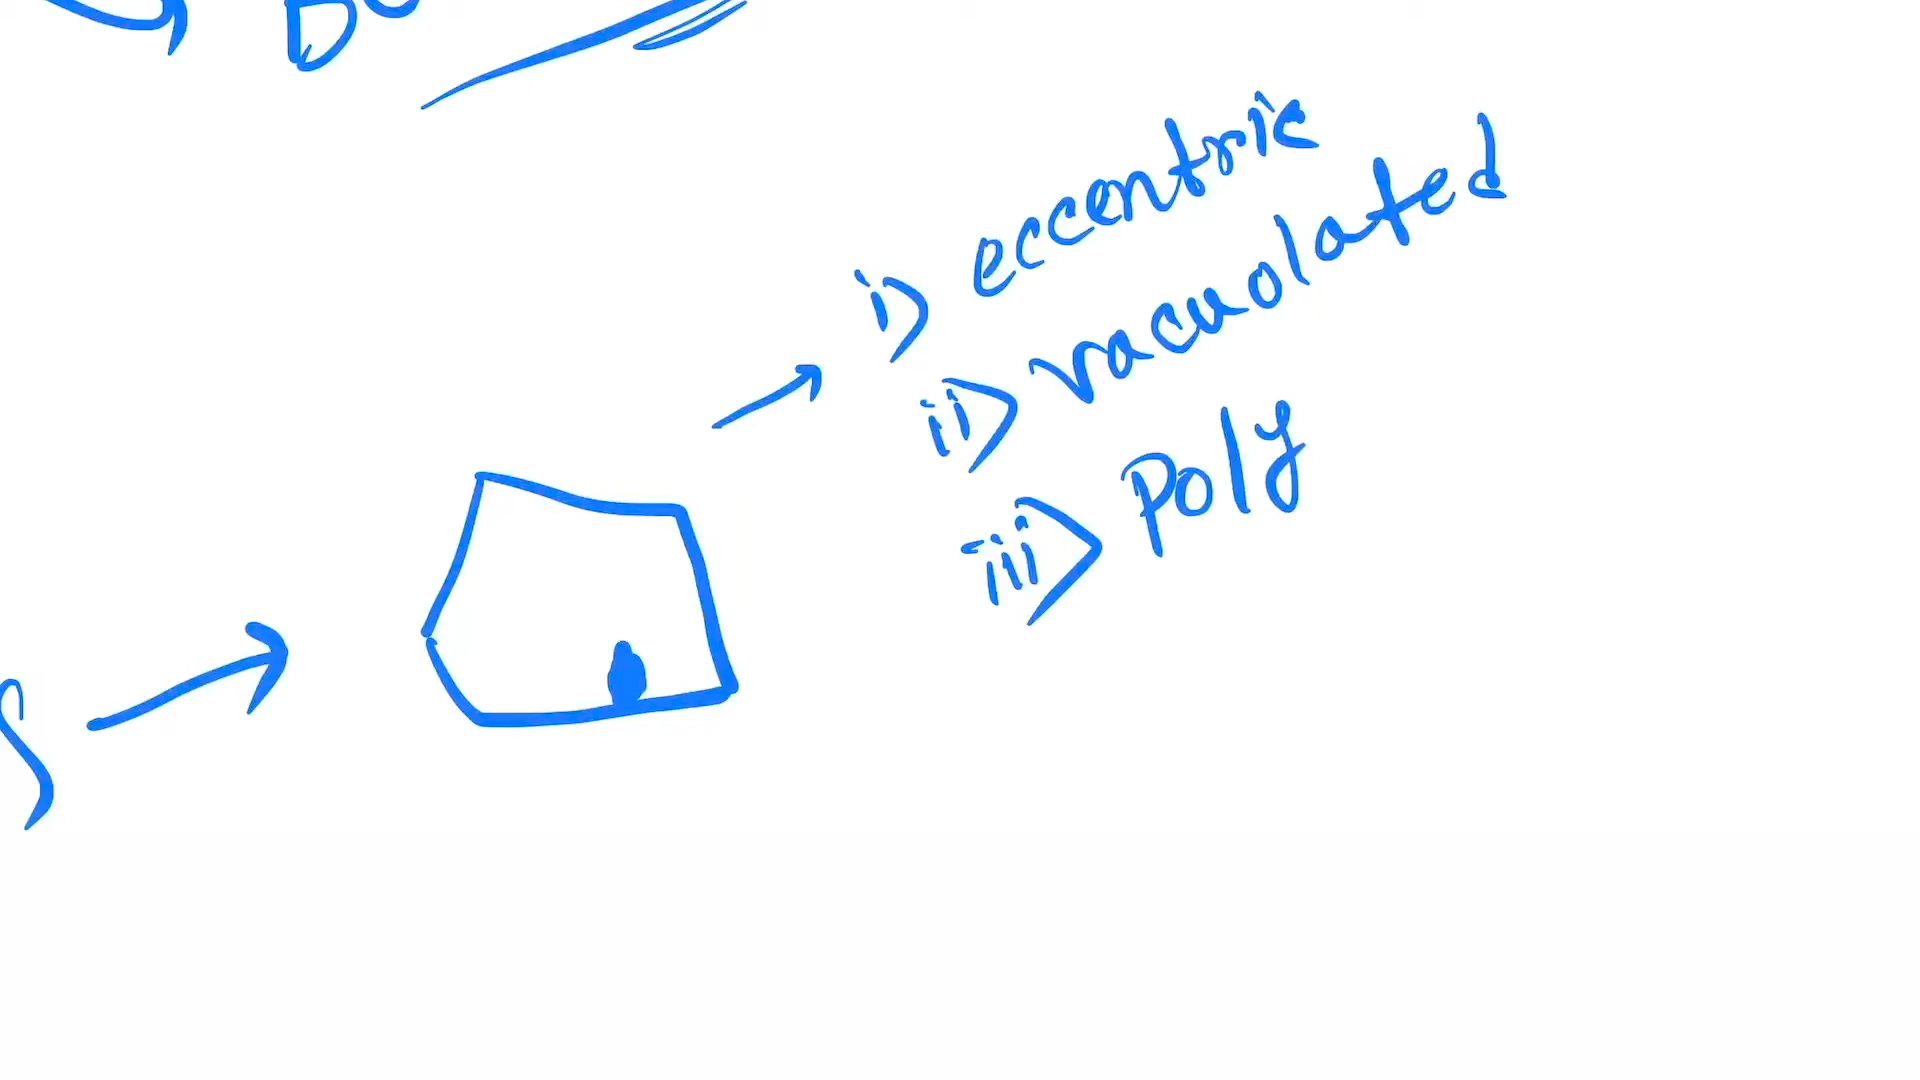 i) eccentric
ii) vacuolated
iii) poly